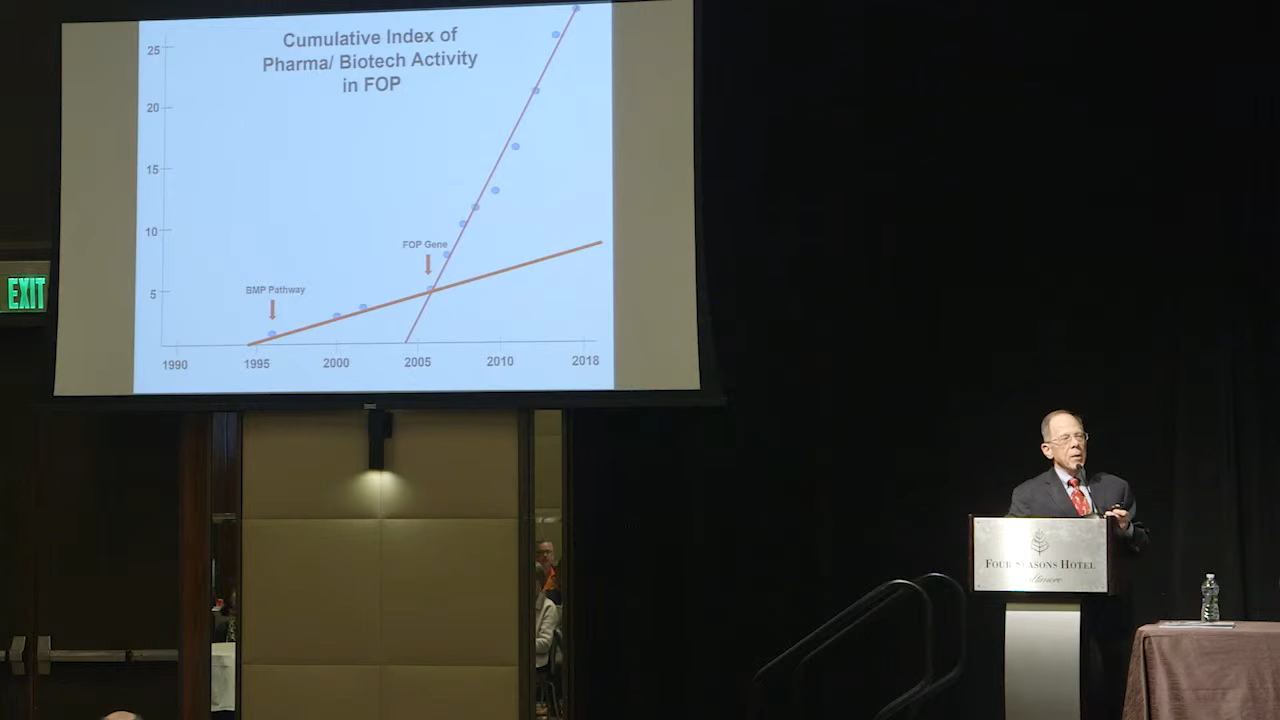 Cumulative Index of
Pharma/ Biotech Activity
in FOP
25
20
15
10
5
FOP Gene
BMP Pathway
1990
1995
2000
2005
2010
2018
EXIT
FOUR SEASONS HOTEL
Baltimore